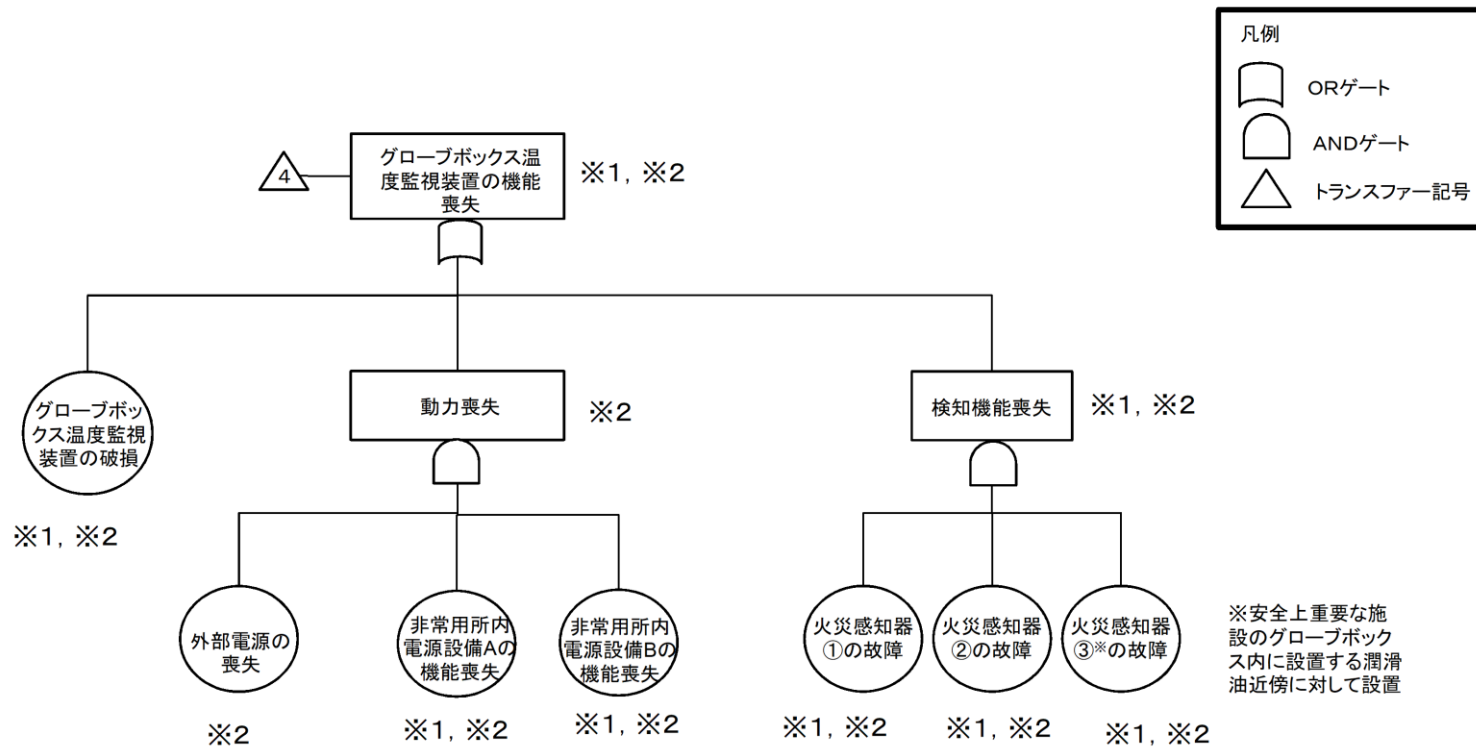 凡例
ORゲート
ANDゲート
トランスファー記号
4
グローブボックス温
度監視装置の機能
喪失
※1, ※2
グローブボッ
クス温度監視
装置の破損
※1, ※2
動力喪失
※2
検知機能喪失
※1, ※2
外部電源の
喪失
※2
非常用所内
電源設備Aの
機能喪失
※1, ※2
非常用所内
電源設備Bの
機能喪失
※1, ※2
火災感知器
①の故障
※1, ※2
火災感知器
②の故障
※1, ※2
火災感知器
③※の故障
※1, ※2
※安全上重要な施
設のグローブボック
ス内に設置する潤滑
油近傍に対して設置